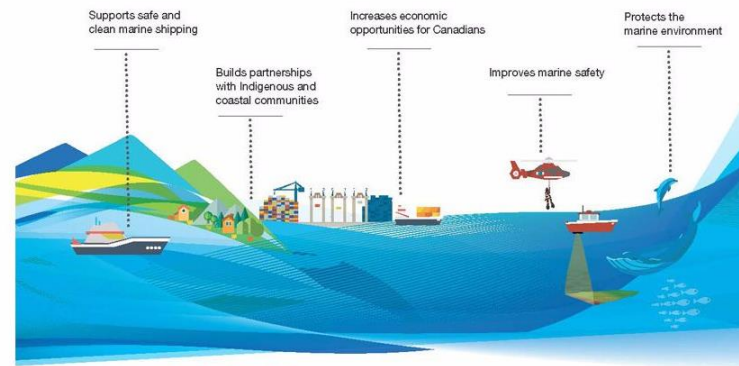 Supports safe and
clean marine shipping
Builds partnerships
with Indigenous and
coastal communities
Increases economic
opportunities for Canadians
Improves marine safety
Protects the
marine environment